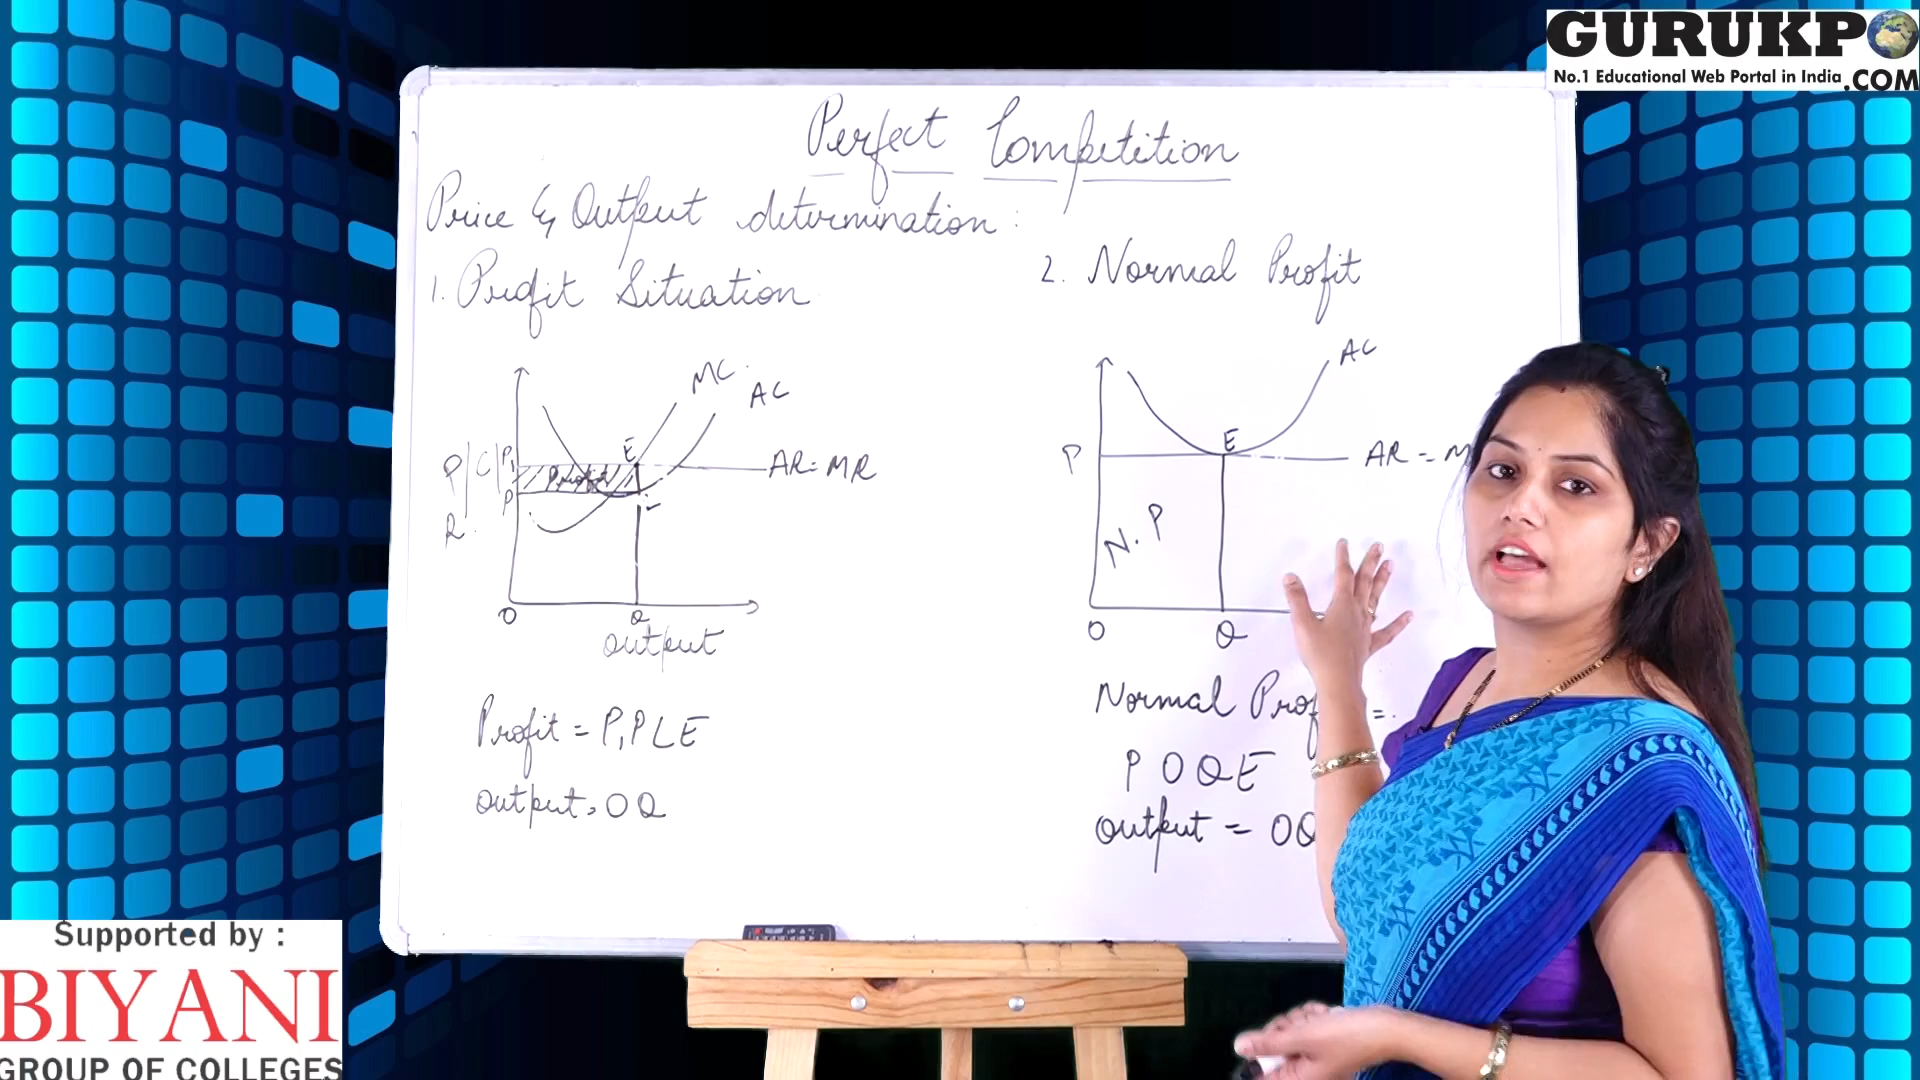 GURUKPO
No.1 Educational Web Portal in India .COM
Perfect Competition
Price & Output determination:
1. Profit Situation
2. Normal Profit
MC
AC
P/C/
R
P1
P
Profit
E
L
AR=MR
O
Q
output
Profit = P1PLE
output, OQ
AC
P
E
AR = M
N.P
O
Q
Normal Prof =
POQE
output = OQ
Supported by :
BIYANI
GROUP OF COLLEGES